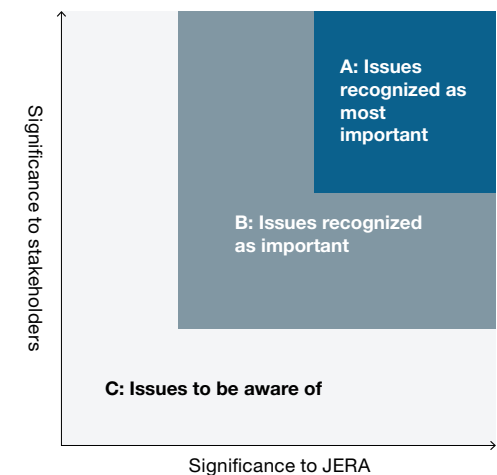 A: Issues
recognized as
most
important
Significance to stakeholders
B: Issues recognized
as important
C: Issues to be aware of
Significance to JERA